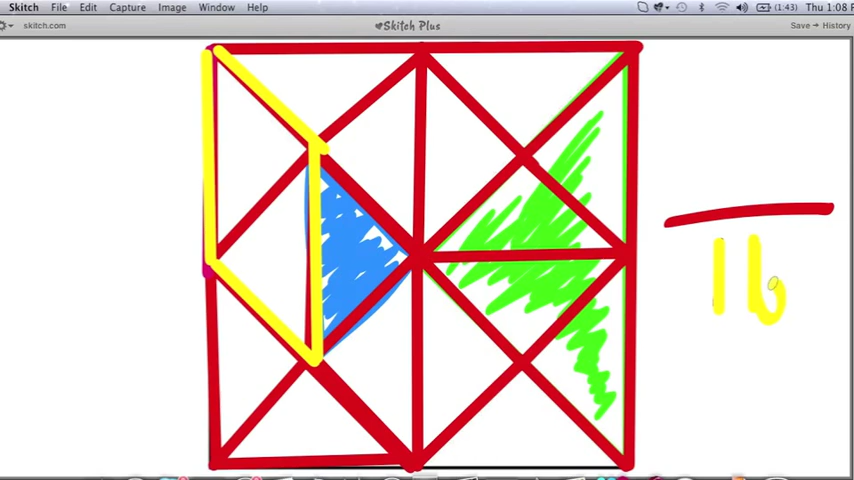 Skitch File Edit Capture Image Window Help (1:43) Thu 1:08 P
skitch.com Skitch Plus Save → History
16